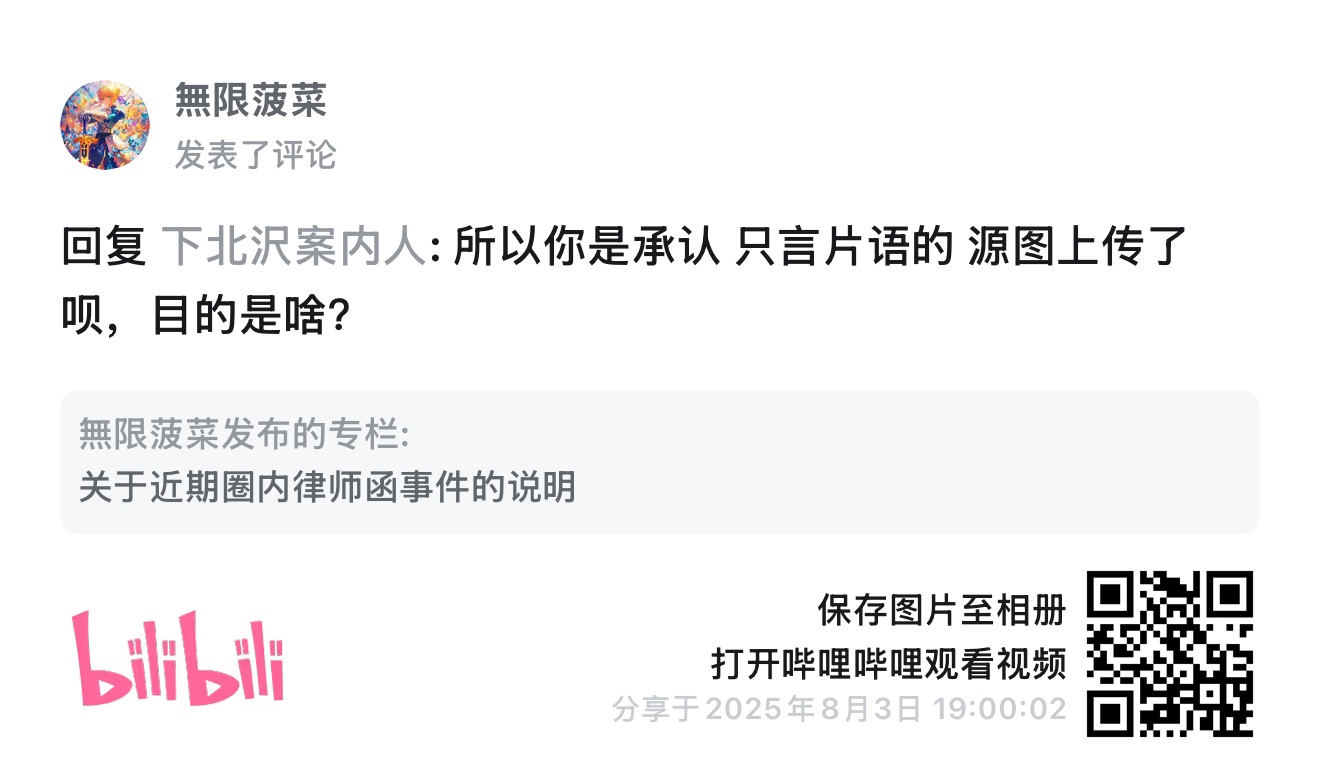 無限菠菜
发表了评论
回复 下北沢案内人: 所以你是承认 只言片语的 源图上传了
呗，目的是啥?
無限菠菜发布的专栏:
关于近期圈内律师函事件的说明
bilibili
保存图片至相册
打开哔哩哔哩观看视频
分享于2025年8月3日 19:00:02